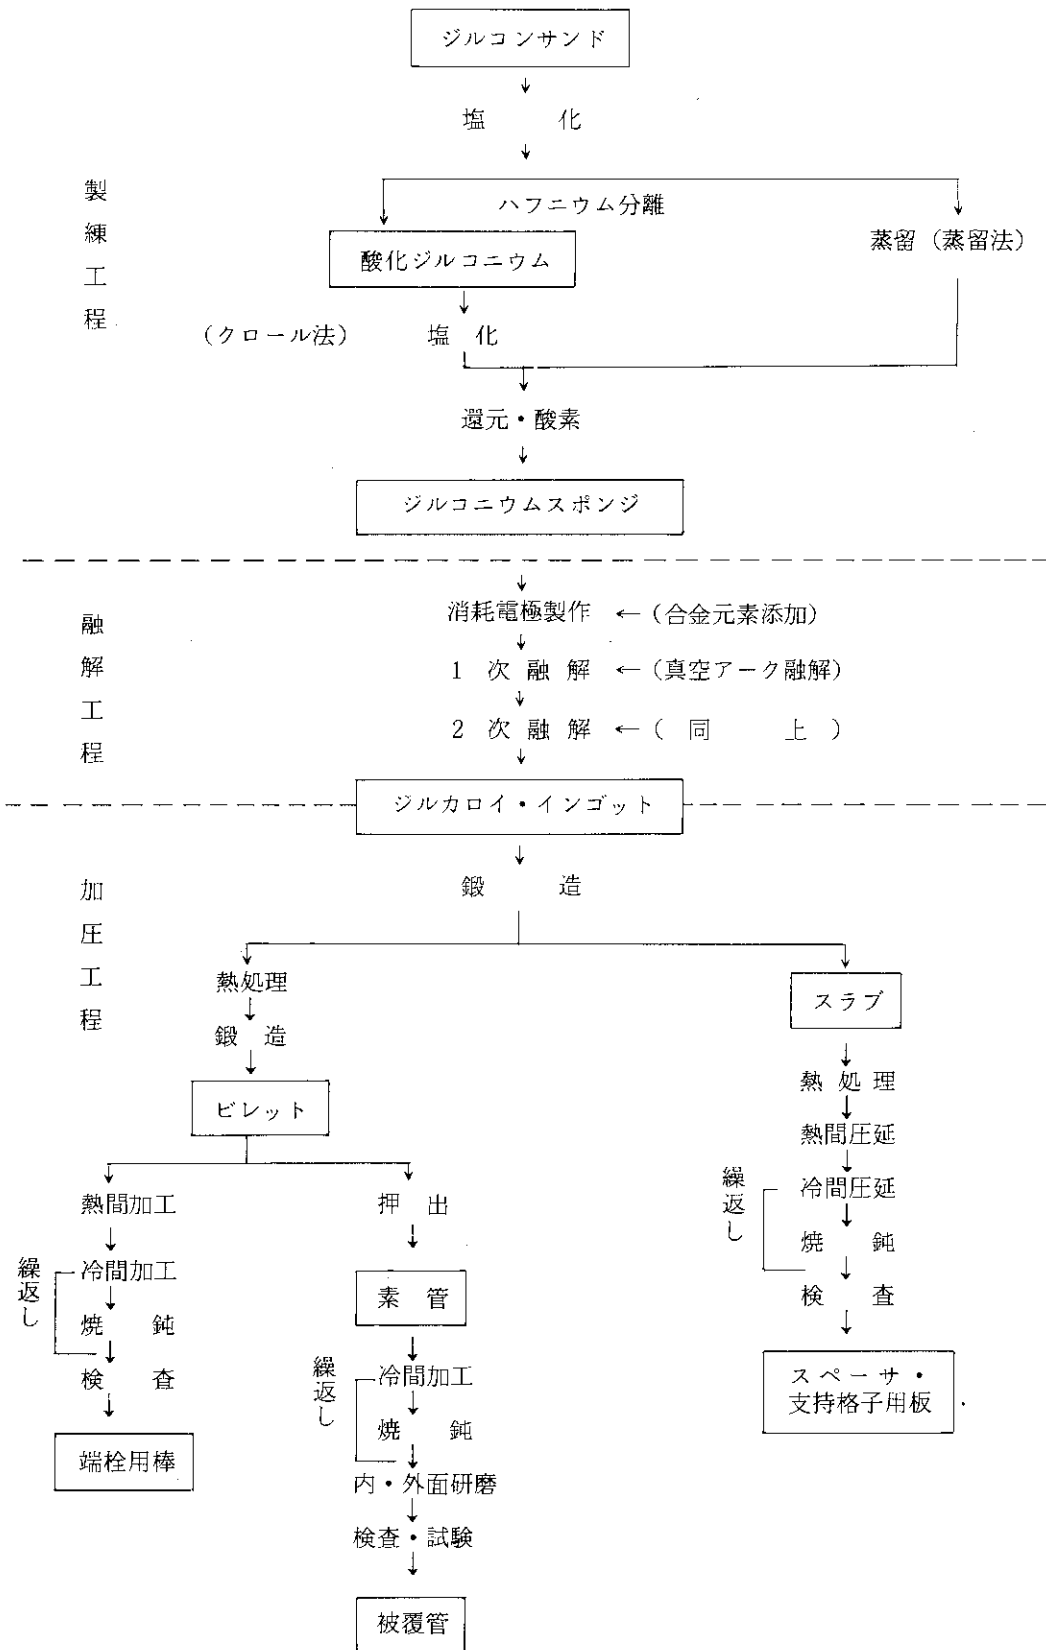 ジルコンサンド
塩 化
製練工程
ハフニウム分離
酸化ジルコニウム
蒸留（蒸留法）
（クロール法） 塩 化
還元・酸素
ジルコニウムスポンジ
融解工程
消耗電極製作 ←（合金元素添加）
1 次 融 解 ←（真空アーク融解）
2 次 融 解 ←（ 同 上 ）
ジルカロイ・インゴット
加圧工程
鍛 造
熱処理
鍛 造
ビレット
スラブ
熱 処 理
熱間圧延
繰返し
冷間圧延
焼 鈍
検 査
スペーサ・
支持格子用板
熱間加工
繰返し
冷間加工
焼 鈍
検 査
端栓用棒
押 出
素 管
繰返し
冷間加工
焼 鈍
内・外面研磨
検査・試験
被覆管